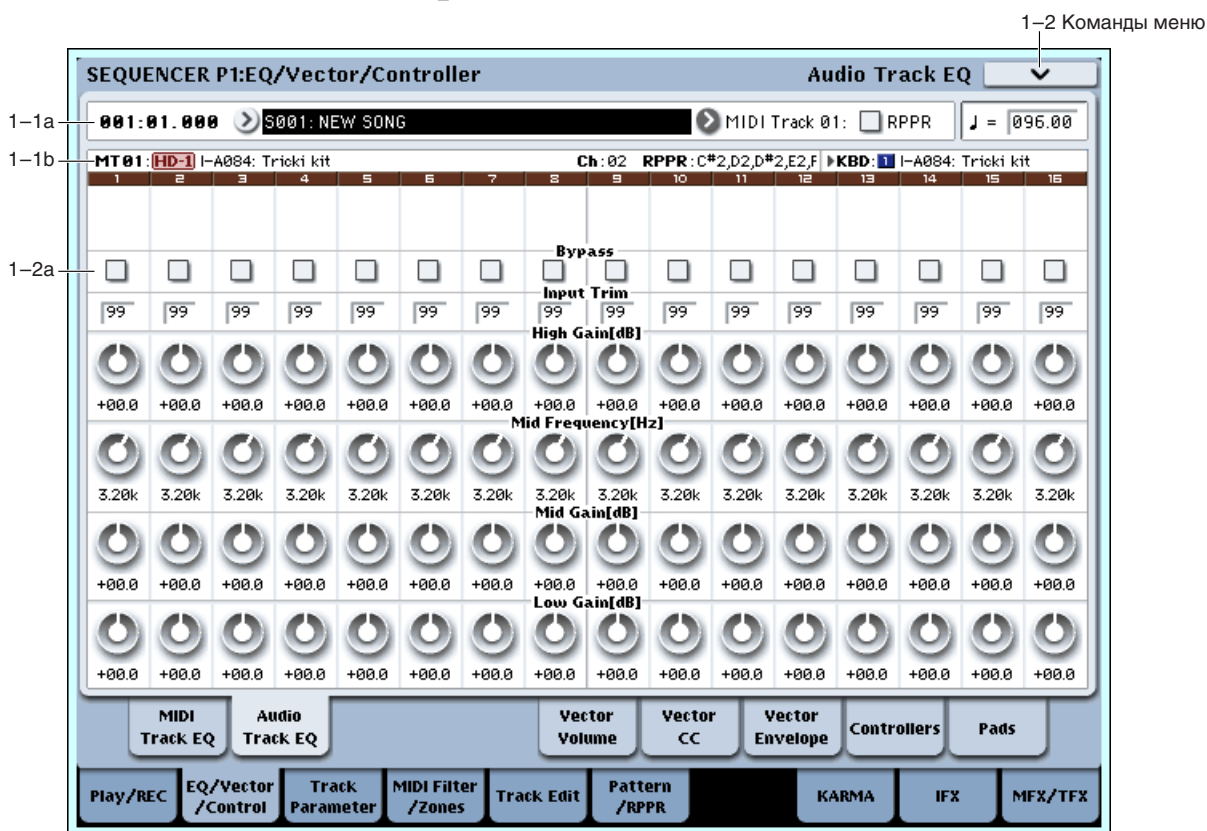 1–2 Команды меню
SEQUENCER P1:EQ/Vector/Controller Audio Track EQ
1–1a 001:01.000 S001: NEW SONG MIDI Track 01: RPPR ♩ = 096.00
1–1b MT01: HD-1 I-A084: Tricki kit Ch:02 RPPR:C#2,D2,D#2,E2,F KBD: 1 I-A084: Tricki kit
1 2 3 4 5 6 7 8 9 10 11 12 13 14 15 16
Bypass
1–2a
Input Trim
99 99 99 99 99 99 99 99 99 99 99 99 99 99 99 99
High Gain[dB]
+00.0 +00.0 +00.0 +00.0 +00.0 +00.0 +00.0 +00.0 +00.0 +00.0 +00.0 +00.0 +00.0 +00.0 +00.0 +00.0
Mid Frequency[Hz]
3.20k 3.20k 3.20k 3.20k 3.20k 3.20k 3.20k 3.20k 3.20k 3.20k 3.20k 3.20k 3.20k 3.20k 3.20k 3.20k
Mid Gain[dB]
+00.0 +00.0 +00.0 +00.0 +00.0 +00.0 +00.0 +00.0 +00.0 +00.0 +00.0 +00.0 +00.0 +00.0 +00.0 +00.0
Low Gain[dB]
+00.0 +00.0 +00.0 +00.0 +00.0 +00.0 +00.0 +00.0 +00.0 +00.0 +00.0 +00.0 +00.0 +00.0 +00.0 +00.0
MIDI Audio Vector Vector Vector Controllers Pads
Track EQ Track EQ Volume CC Envelope
Play/REC EQ/Vector Track MIDI Filter Track Edit Pattern KARMA IFX MFX/TFX
/Control Parameter /Zones /RPPR